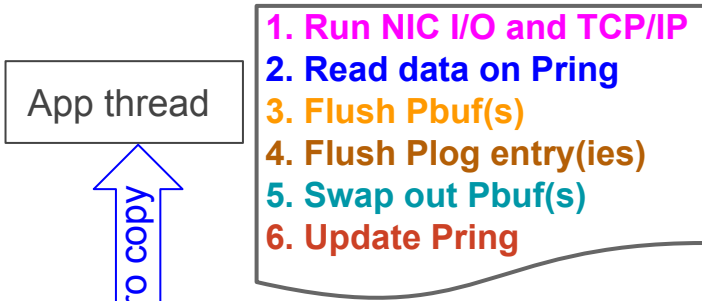 1. Run NIC I/O and TCP/IP
2. Read data on Pring
App thread
3. Flush Pbuf(s)
4. Flush Plog entry(ies)
5. Swap out Pbuf(s)
6. Update Pring
copy